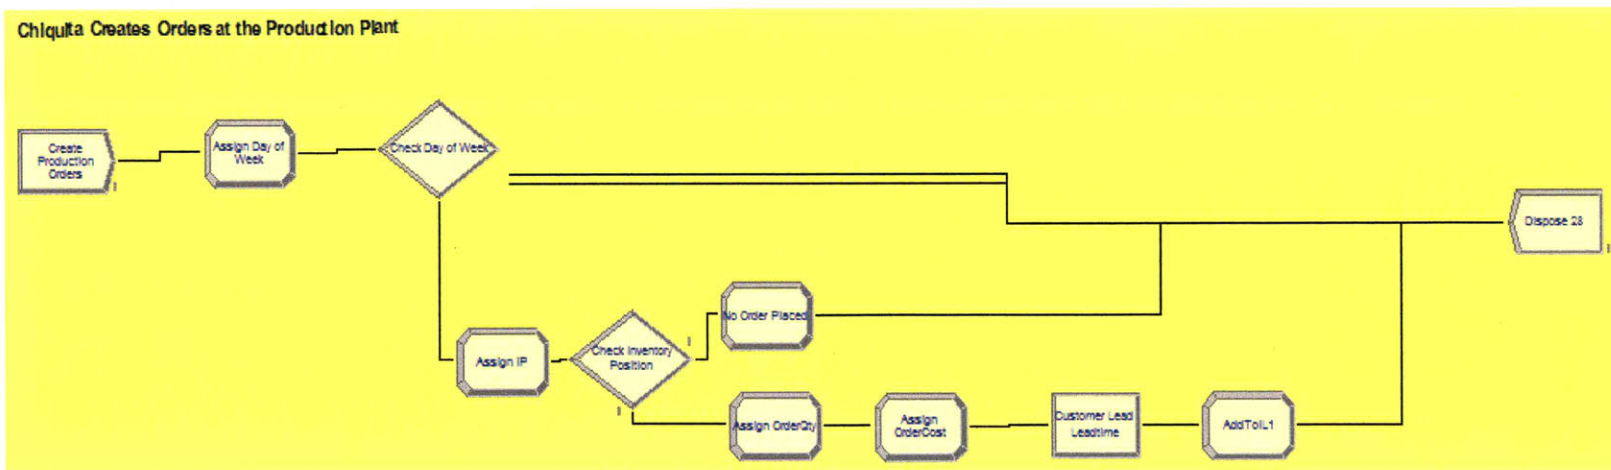 Chiquita Creates Orders at the Production Plant
Create
Production
Orders
Assign Day of
Week
Check Day of Week
Dispose 28
No Order Placed
Assign IP
Check Inventory
Position
Assign OrderQty
Assign
OrderCost
Customer Lead
Leadtime
AddToIL1